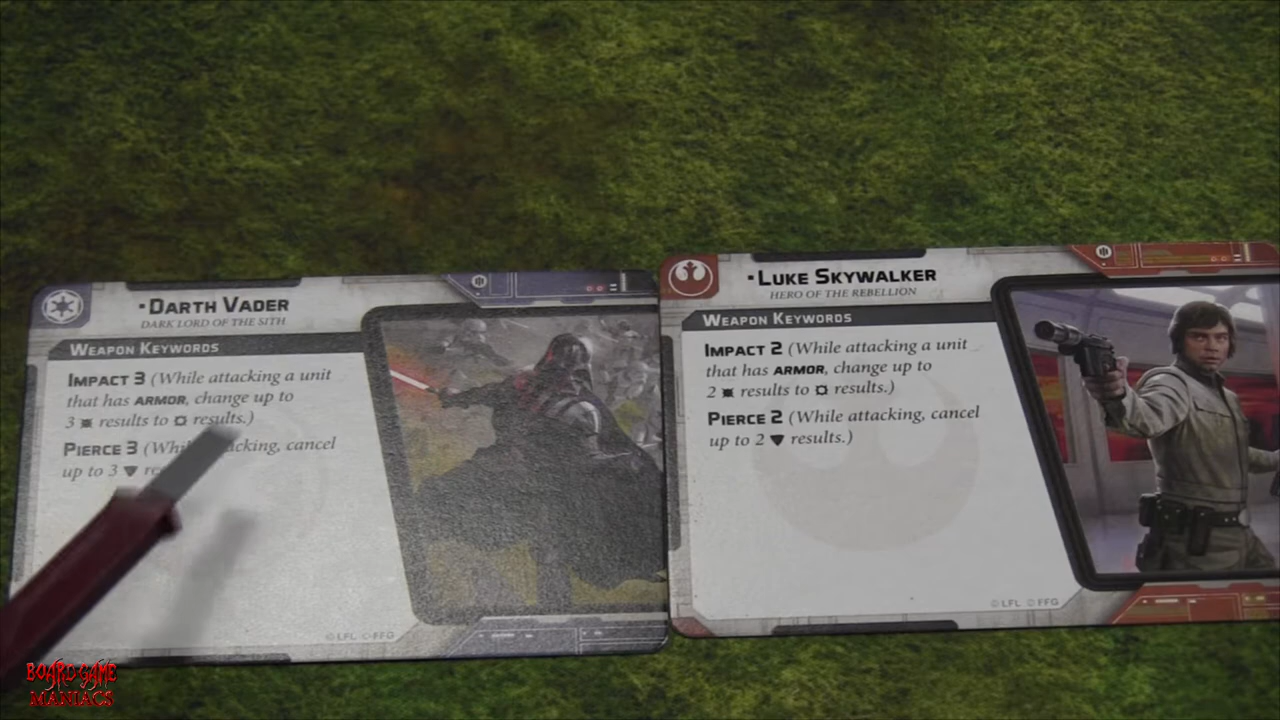 ·DARTH VADER
DARK LORD OF THE SITH
WEAPON KEYWORDS
IMPACT 3 (While attacking a unit
that has ARMOR, change up to
3 results to results.)
PIERCE 3 (While attacking, cancel
up to 3
© LFL © FFG
·LUKE SKYWALKER
HERO OF THE REBELLION
WEAPON KEYWORDS
IMPACT 2 (While attacking a unit
that has ARMOR, change up to
2 results to results.)
PIERCE 2 (While attacking, cancel
up to 2 results.)
© LFL © FFG
BOARD GAME
MANIACS